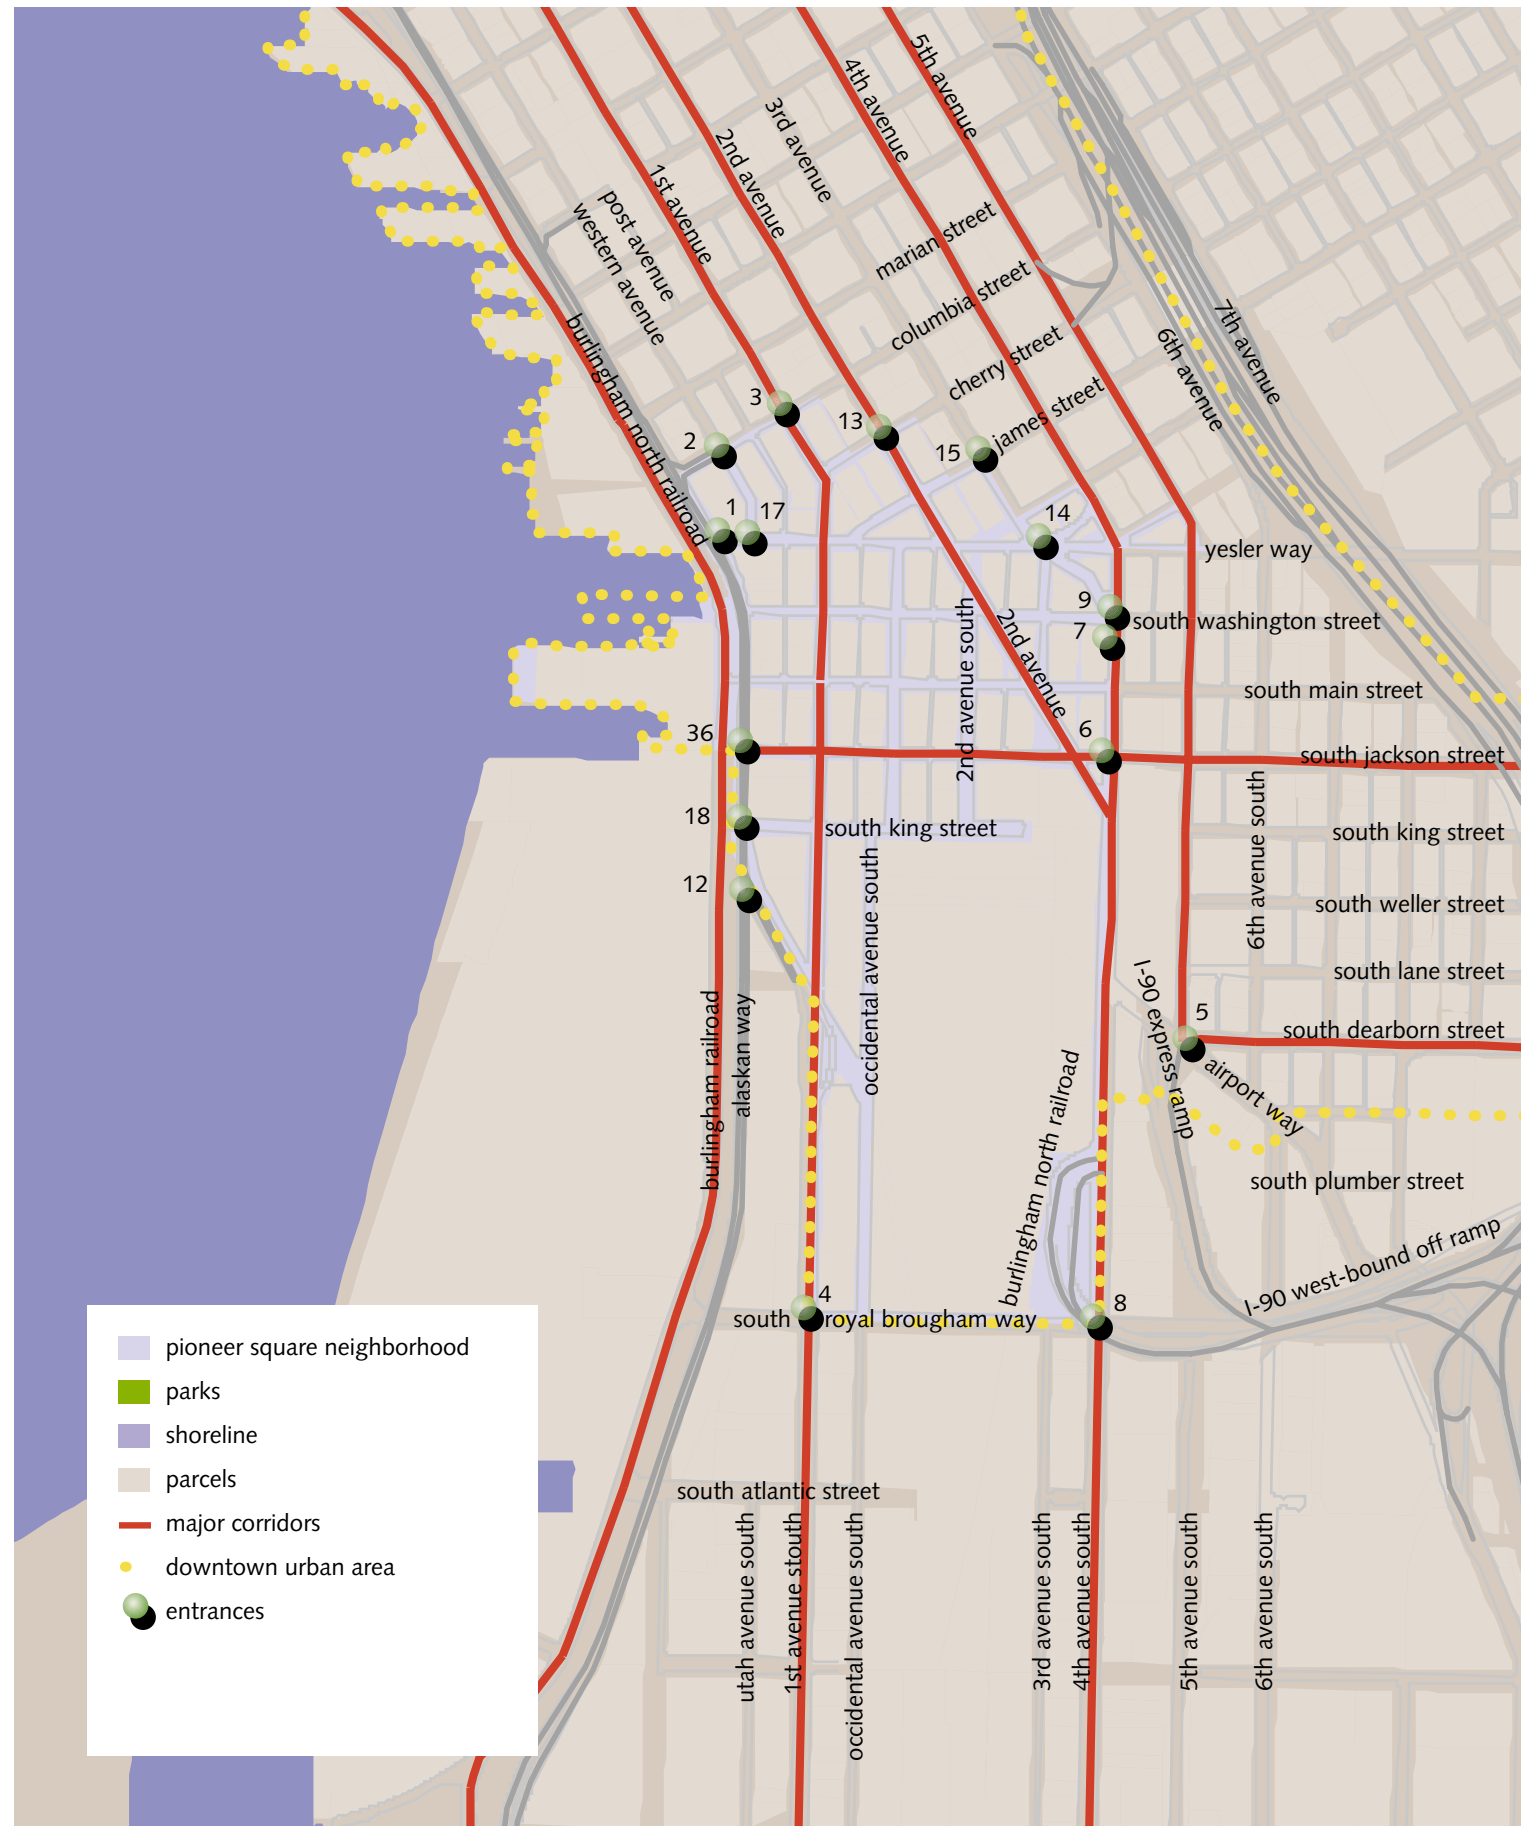 5th avenue
4th avenue
3rd avenue
2nd avenue
1st avenue
post avenue
western avenue
marian street
columbia street
cherry street
james street
7th avenue
6th avenue
burlingham north railroad
3
13
2
15
1
17
14
yesler way
9
south washington street
7
2nd avenue
2nd avenue south
south main street
36
6
south jackson street
18
south king street
south king street
6th avenue south
12
occidental avenue south
south weller street
south lane street
I-90 express ramp
5
south dearborn street
airport way
burlingham railroad
alaskan way
burlingham north railroad
south plumber street
I-90 west-bound off ramp
4
8
south royal brougham way
pioneer square neighborhood
parks
shoreline
parcels
major corridors
downtown urban area
entrances
south atlantic street
utah avenue south
1st avenue stouth
occidental avenue south
3rd avenue south
4th avenue south
5th avenue south
6th avenue south